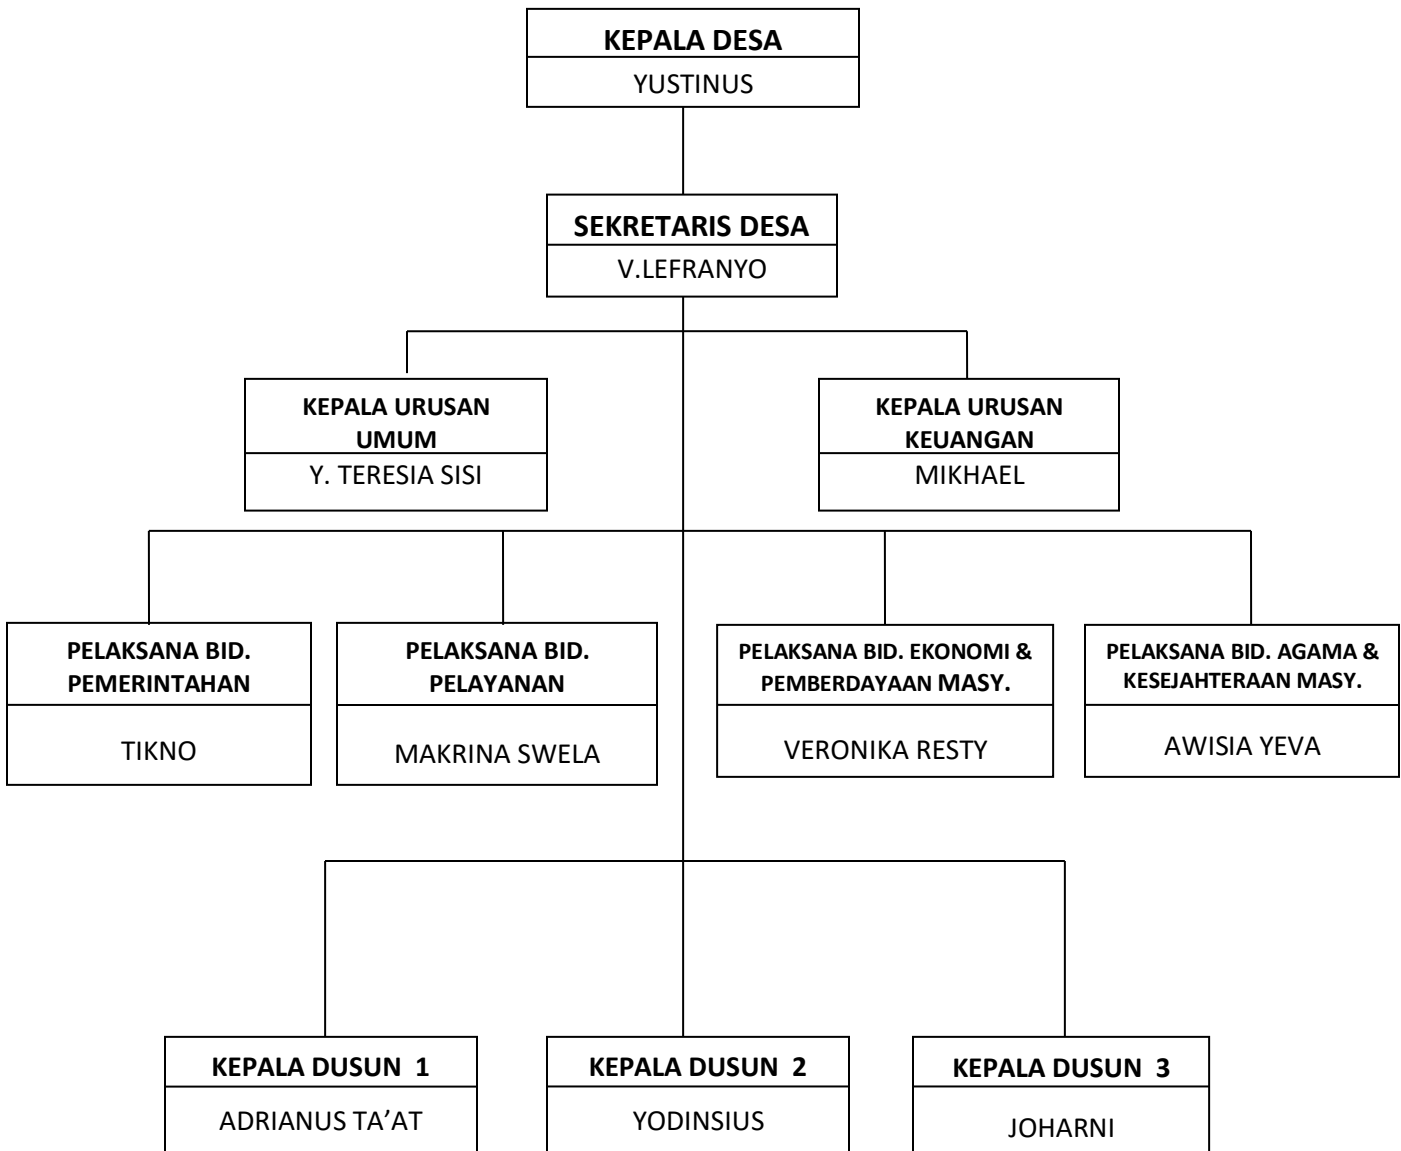 KEPALA DESA
YUSTINUS
SEKRETARIS DESA
V.LEFRANYO
KEPALA URUSAN
UMUM
Y. TERESIA SISI
KEPALA URUSAN
KEUANGAN
MIKHAEL
PELAKSANA BID.
PEMERINTAHAN
TIKNO
PELAKSANA BID.
PELAYANAN
MAKRINA SWELA
PELAKSANA BID. EKONOMI &
PEMBERDAYAAN MASY.
VERONIKA RESTY
PELAKSANA BID. AGAMA &
KESEJAHTERAAN MASY.
AWISIA YEVA
KEPALA DUSUN  1
ADRIANUS TA’AT
KEPALA DUSUN  2
YODINSIUS
KEPALA DUSUN  3
JOHARNI